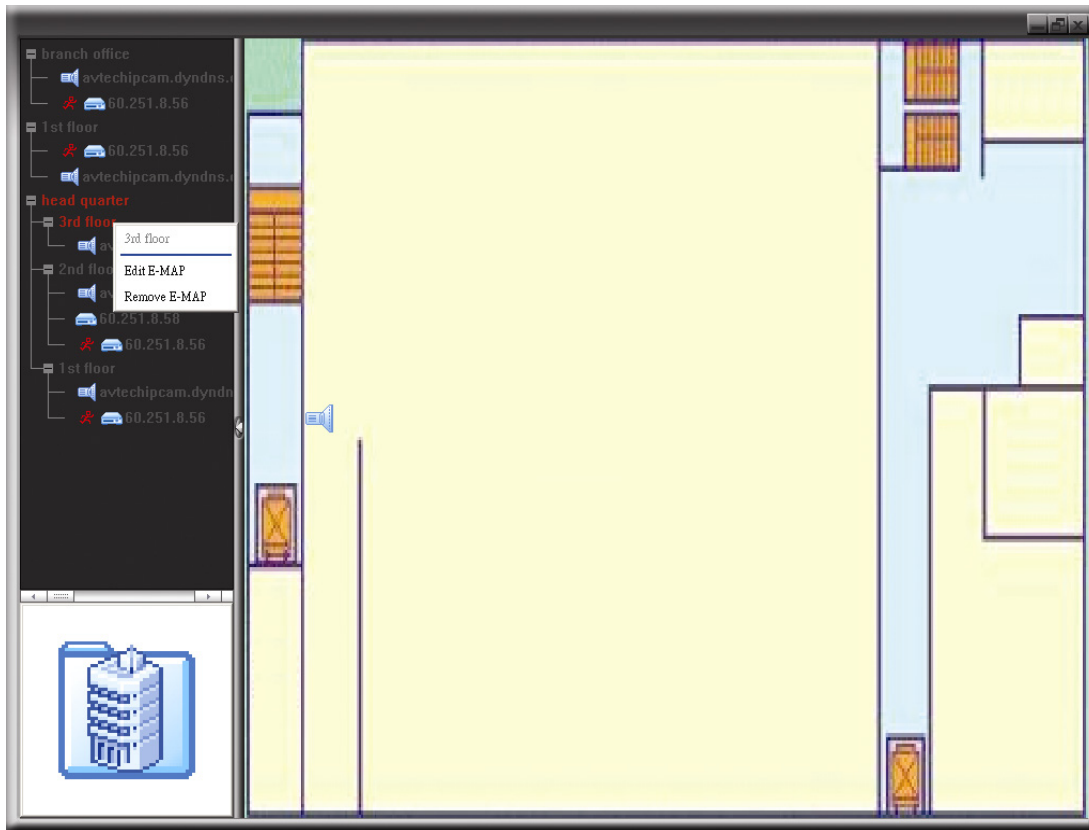 branch office
avtechipcam.dyndns.
60.251.8.56
1st floor
60.251.8.56
avtechipcam.dyndns.
head quarter
3rd floor
3rd floor
Edit E-MAP
Remove E-MAP
2nd floo
60.251.8.58
60.251.8.56
1st floor
avtechipcam.dyndn
60.251.8.56